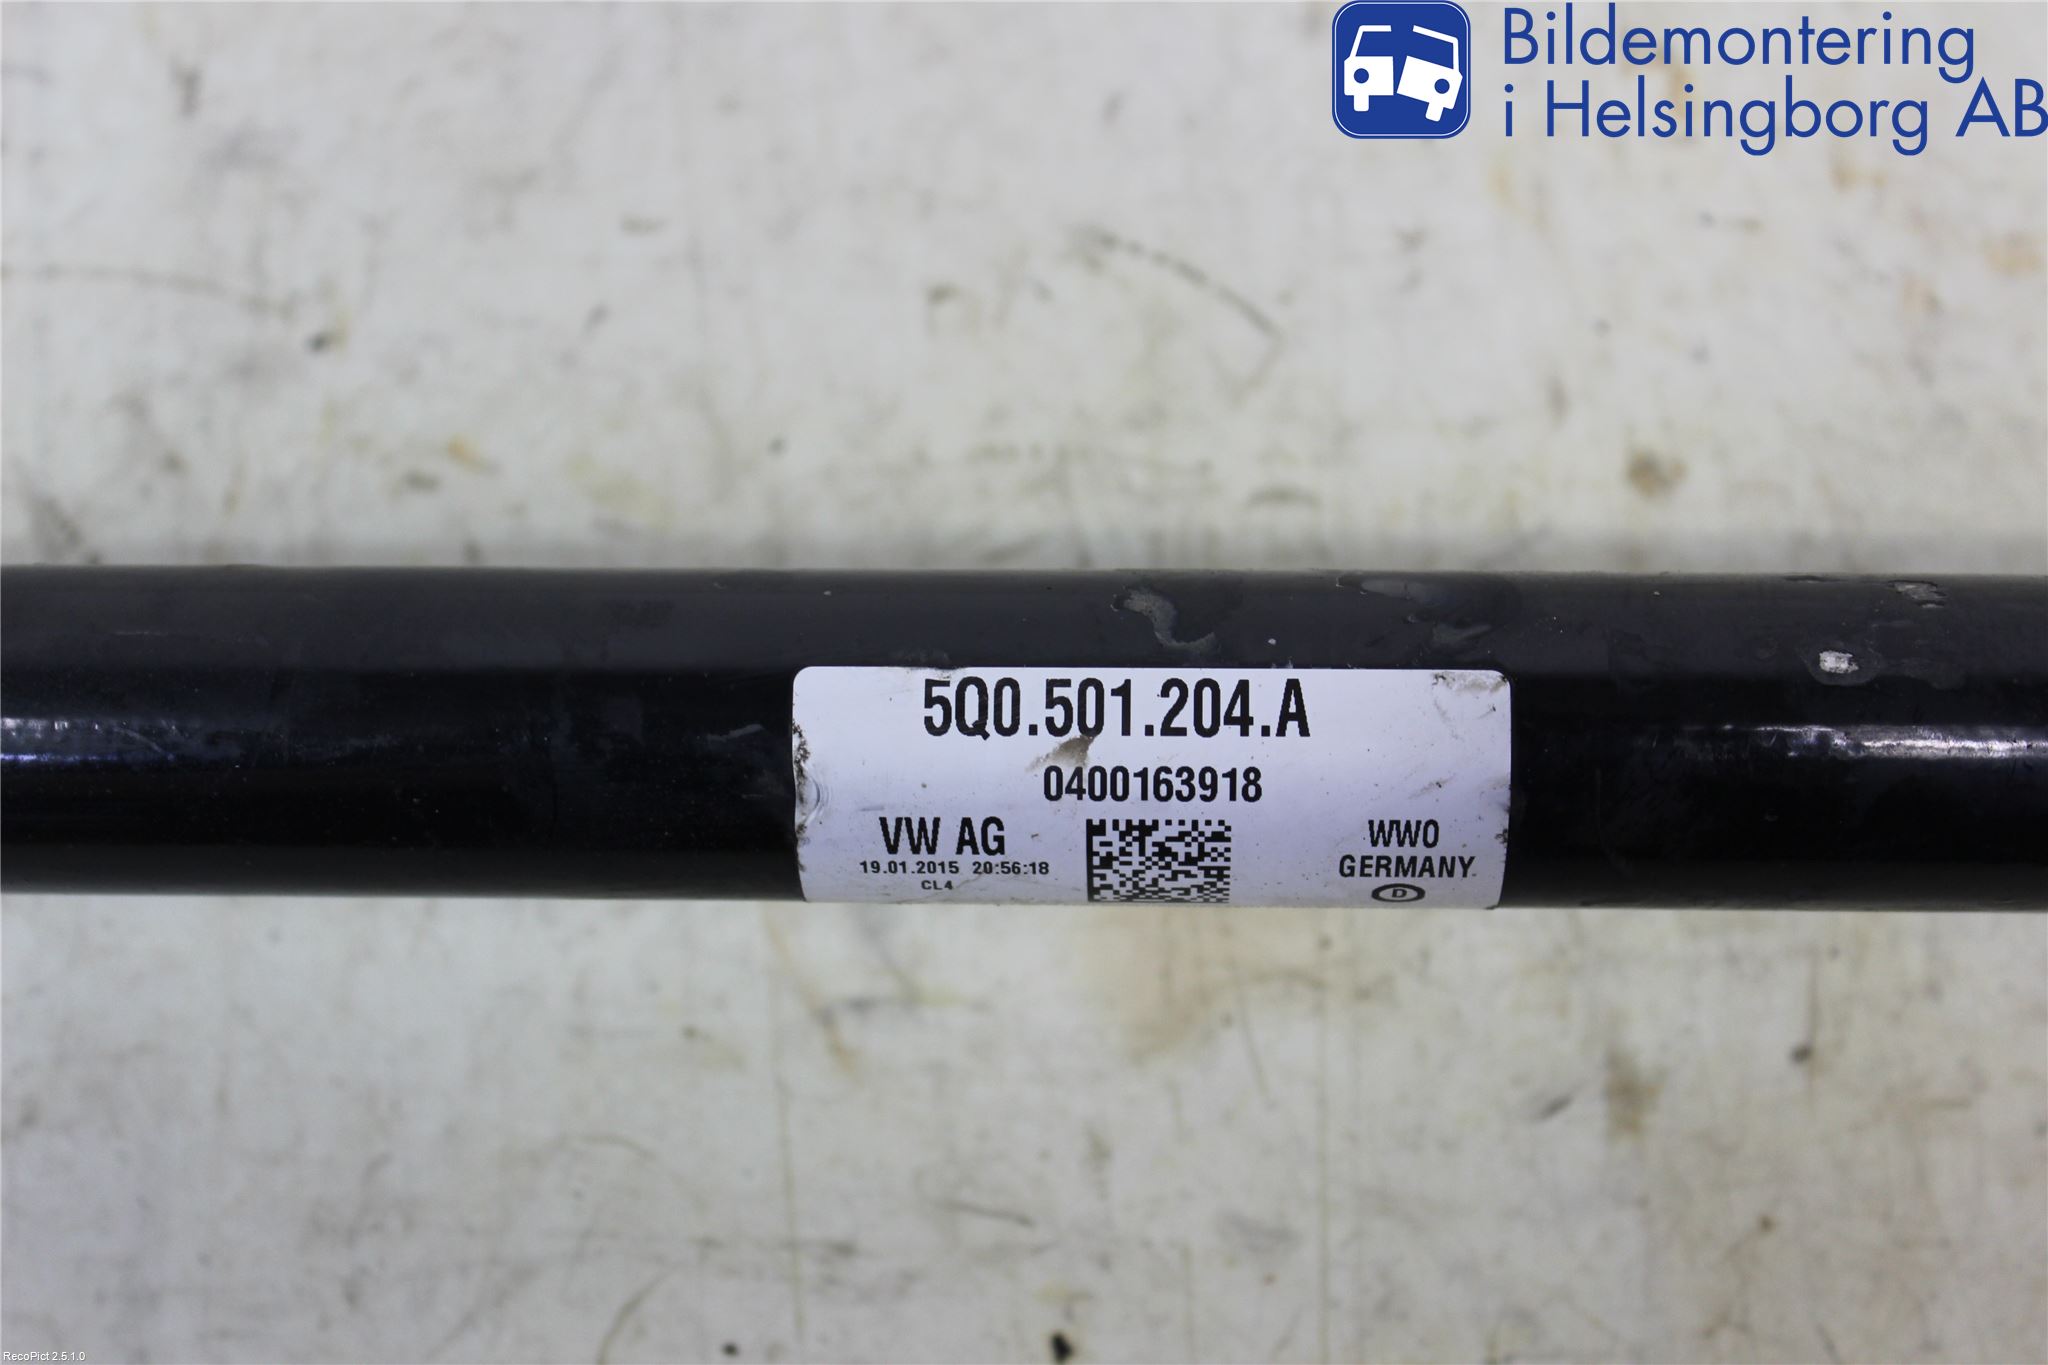 Bildemontering
i Helsingborg AB
5Q0.501.204.A
0400163918
VW AG
19.01.2015 20:56:18
CL4
WW0
GERMANY
D
RecoPict 2.5.1.0